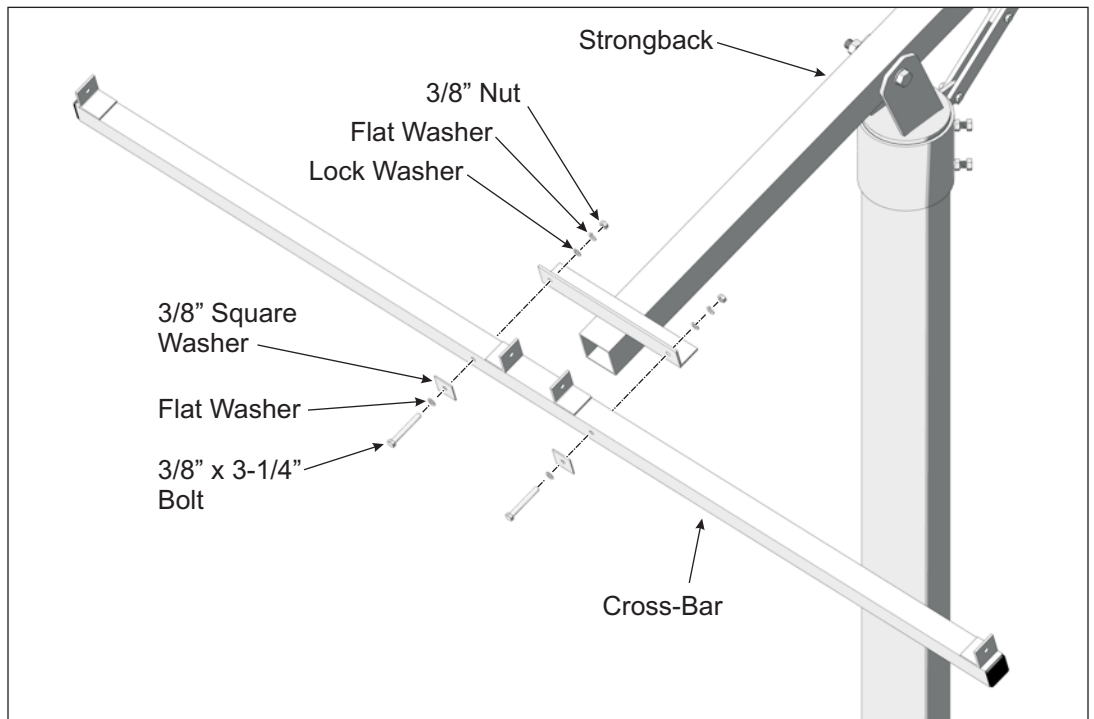 Strongback
3/8” Nut
Flat Washer
Lock Washer
3/8” Square
Washer
Flat Washer
3/8” x 3-1/4”
Bolt
Cross-Bar